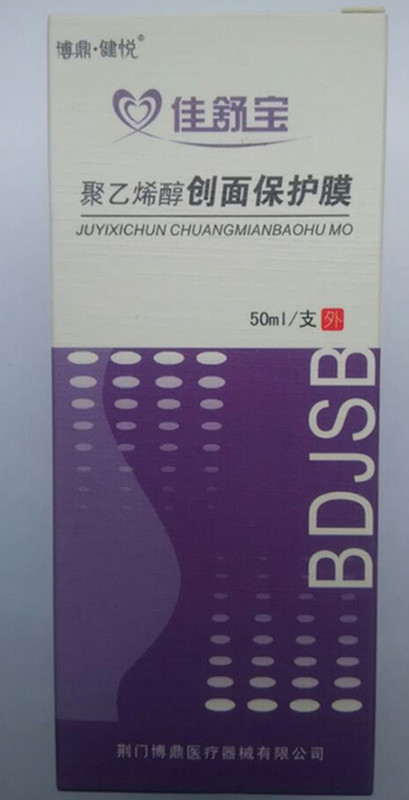 博鼎·健悦®
佳舒宝
聚乙烯醇创面保护膜
JUYIXICHUN CHUANGMIANBAOHU MO
50ml/支 外
BDJSB
荆门博鼎医疗器械有限公司